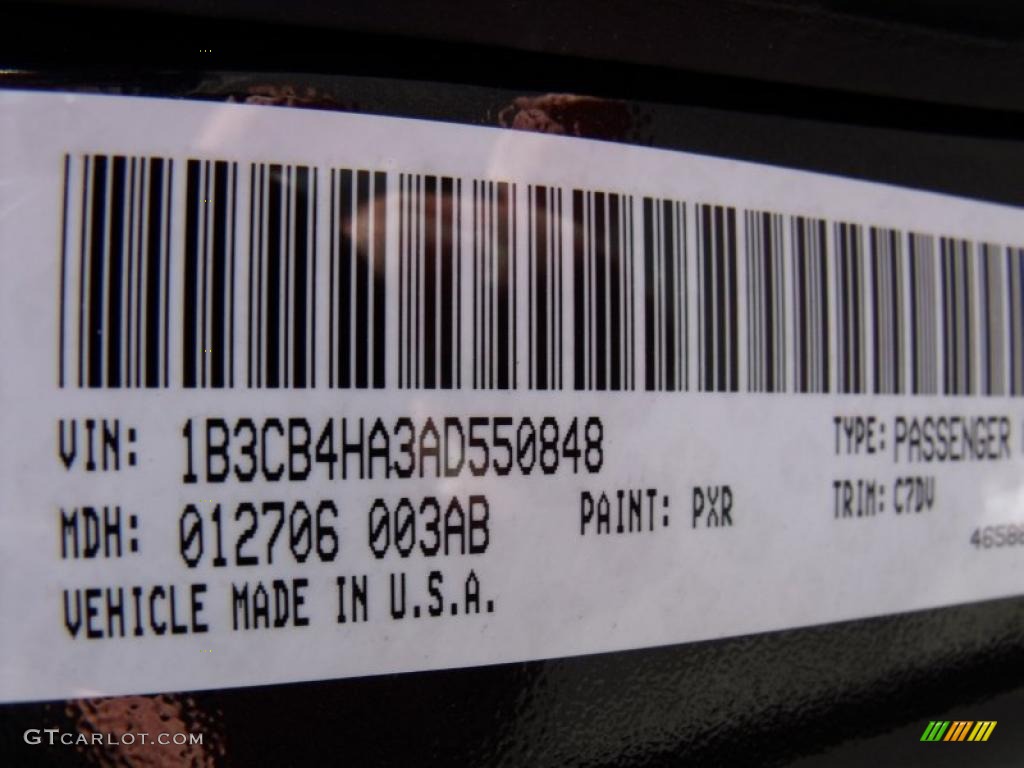 VIN: 1B3CB4HA3AD550848 TYPE: PASSENGER
MDH: 012706 003AB PAINT: PXR TRIM: C7DV
VEHICLE MADE IN U.S.A.
GTCARLOT.COM